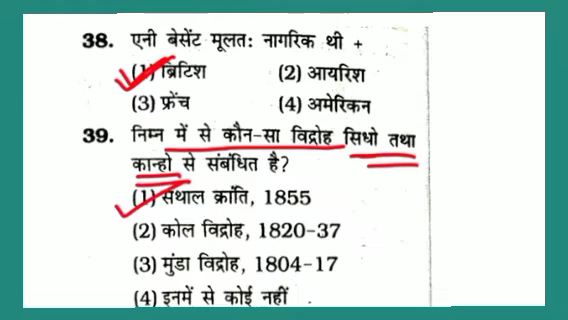 38. एनी बेसेंट मूलत: नागरिक थी +
(1) ब्रिटिश (2) आयरिश
(3) फ्रेंच (4) अमेरिकन
39. निम्न में से कौन-सा विद्रोह सिधो तथा
कान्हो से संबंधित है?
(1) संथाल क्रांति, 1855
(2) कोल विद्रोह, 1820-37
(3) मुंडा विद्रोह, 1804-17
(4) इनमें से कोई नहीं